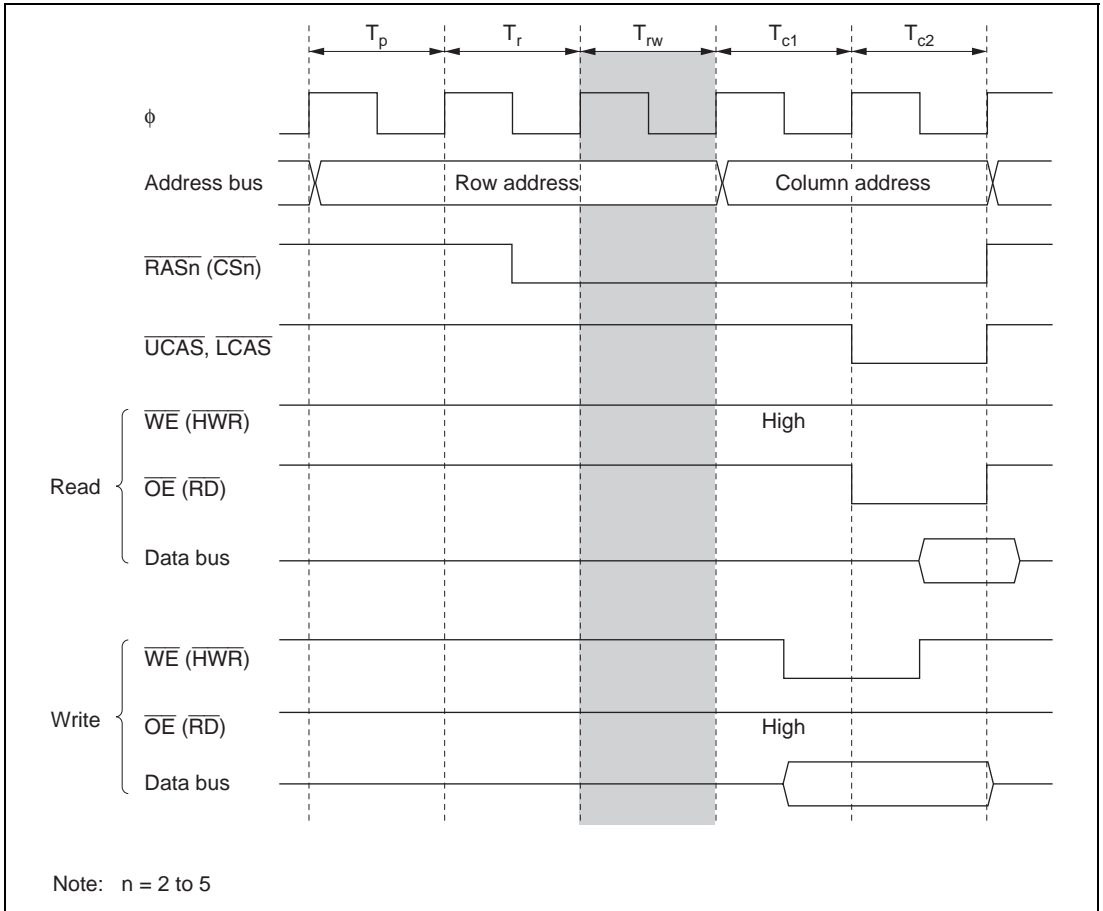 Tp Tr Trw Tc1 Tc2
ϕ
Address bus Row address Column address
RASn (CSn)
UCAS, LCAS
Read
WE (HWR) High
OE (RD)
Data bus
Write
WE (HWR)
OE (RD) High
Data bus
Note: n = 2 to 5